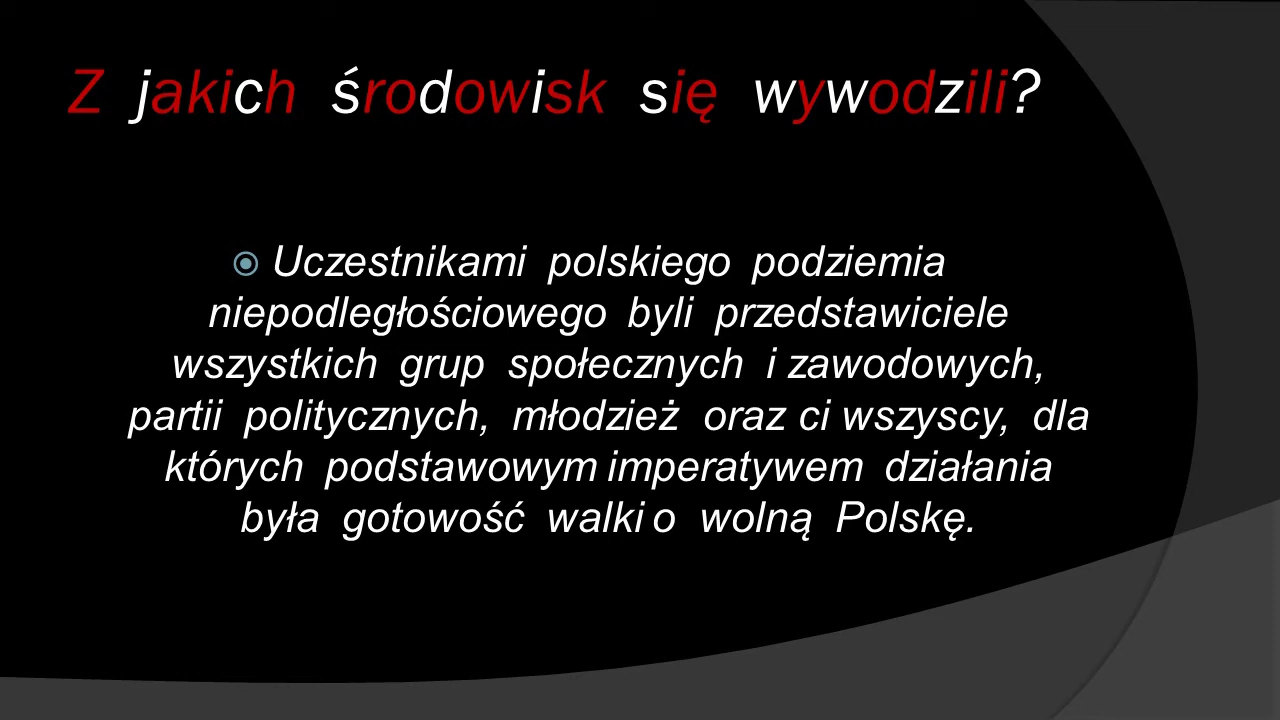 Z jakich środowisk się wywodzili?
Uczestnikami polskiego podziemia
niepodległościowego byli przedstawiciele
wszystkich grup społecznych i zawodowych,
partii politycznych, młodzież oraz ci wszyscy, dla
których podstawowym imperatywem działania
była gotowość walki o wolną Polskę.